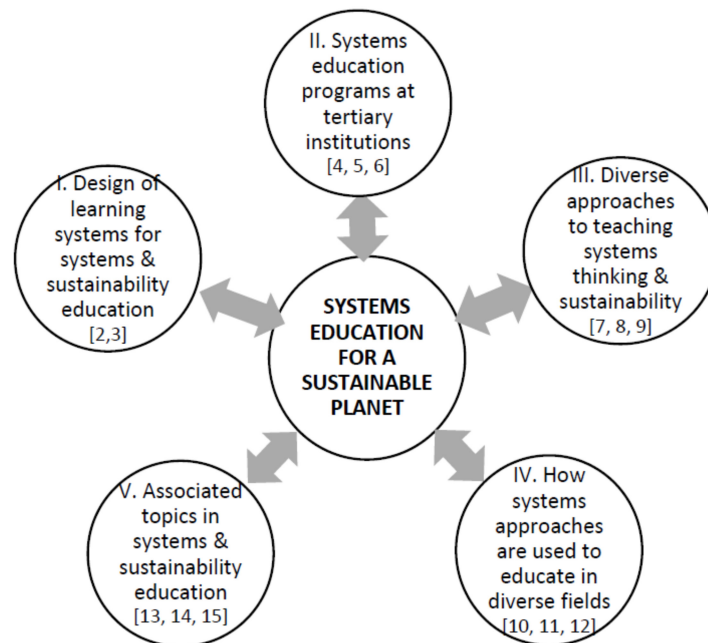 II. Systems
education
programs at
tertiary
institutions
[4, 5, 6]
I. Design of
learning
systems for
systems &
sustainability
education
[2,3]
III. Diverse
approaches
to teaching
systems
thinking &
sustainability
[7, 8, 9]
SYSTEMS
EDUCATION
FOR A
SUSTAINABLE
PLANET
V. Associated
topics in
systems &
sustainability
education
[13, 14, 15]
IV. How
systems
approaches
are used to
educate in
diverse fields
[10, 11, 12]